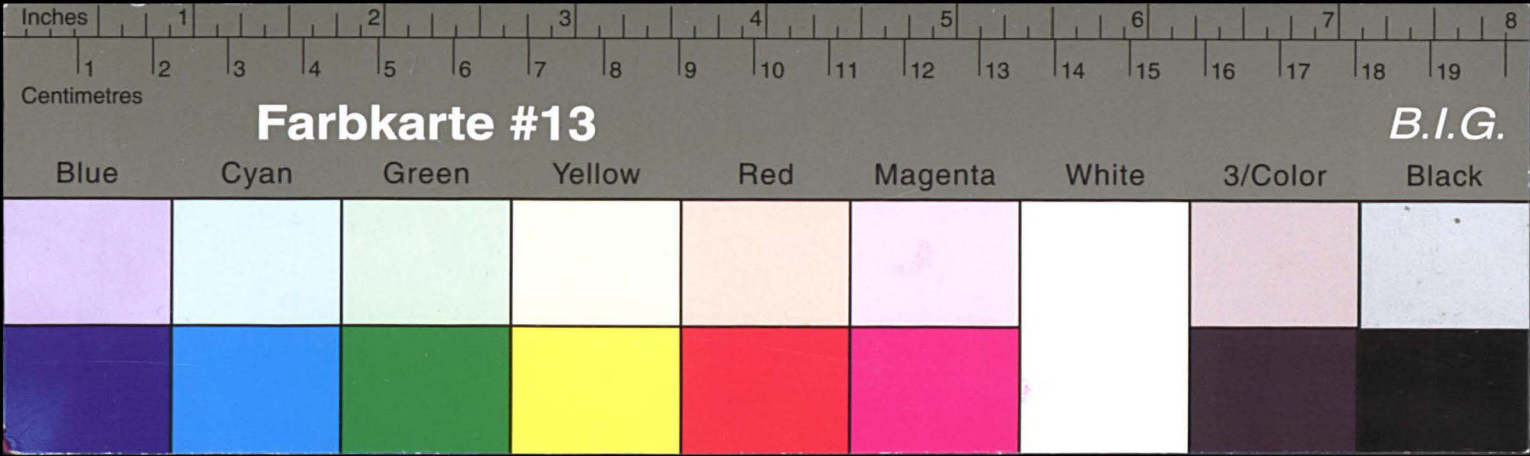 Inches 1 2 3 4 5 6 7 8
1 2 3 4 5 6 7 8 9 10 11 12 13 14 15 16 17 18 19
Centimetres
Farbkarte #13 B.I.G.
Blue Cyan Green Yellow Red Magenta White 3/Color Black